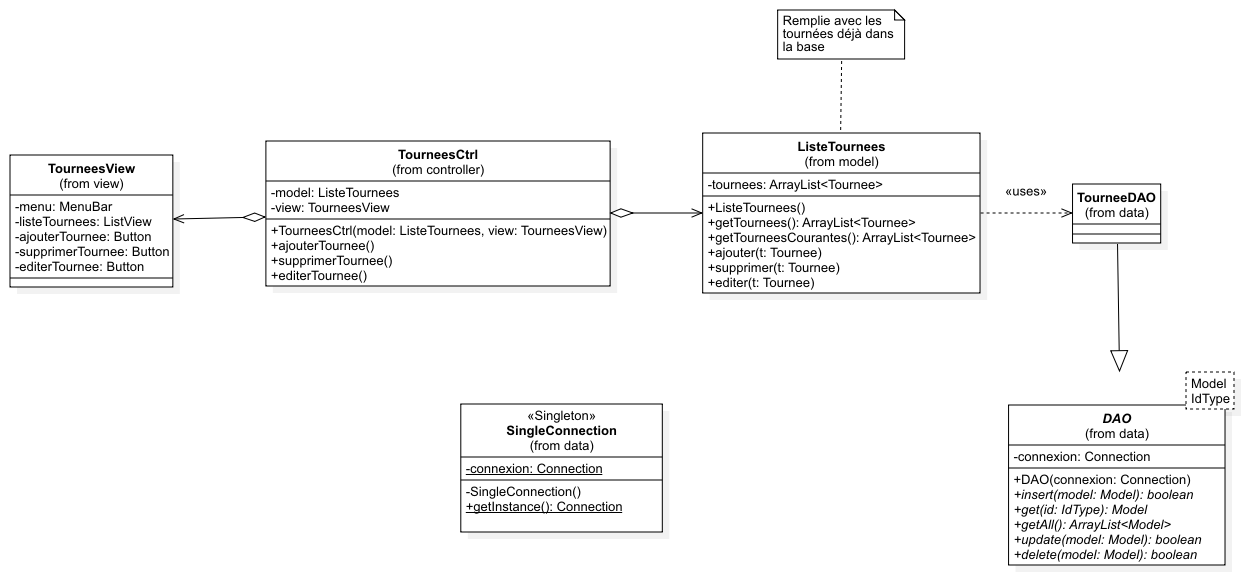 Remplie avec les
tournées déjà dans
la base
TourneesView
(from view)
-menu: MenuBar
-listeTournees: ListView
-ajouterTournee: Button
-supprimerTournee: Button
-editerTournee: Button
TourneesCtrl
(from controller)
-model: ListeTournees
-view: TourneesView
+TourneesCtrl(model: ListeTournees, view: TourneesView)
+ajouterTournee()
+supprimerTournee()
+editerTournee()
ListeTournees
(from model)
-tournees: ArrayList<Tournee>
+ListeTournees()
+getTournees(): ArrayList<Tournee>
+getTourneesCourantes(): ArrayList<Tournee>
+ajouter(t: Tournee)
+supprimer(t: Tournee)
+editer(t: Tournee)
«uses»
TourneeDAO
(from data)
«Singleton»
SingleConnection
(from data)
-connexion: Connection
-SingleConnection()
+getInstance(): Connection
Model
IdType
DAO
(from data)
-connexion: Connection
+DAO(connexion: Connection)
+insert(model: Model): boolean
+get(id: IdType): Model
+getAll(): ArrayList<Model>
+update(model: Model): boolean
+delete(model: Model): boolean